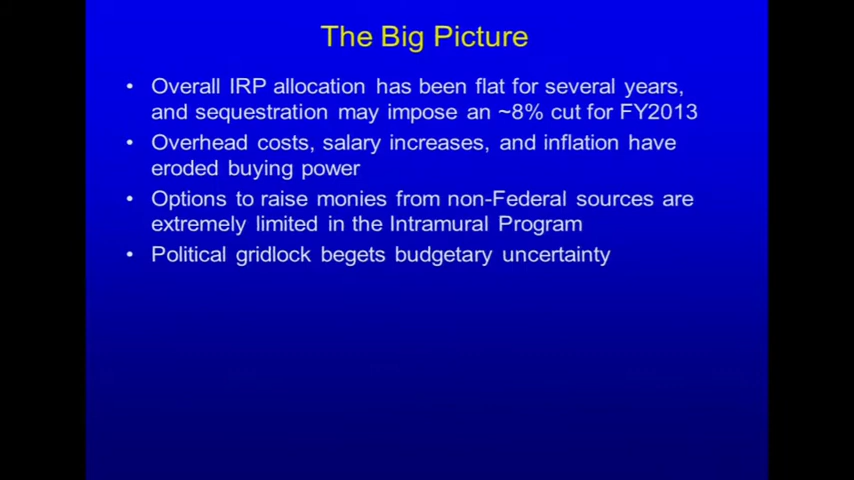 The Big Picture
• Overall IRP allocation has been flat for several years,
and sequestration may impose an ~8% cut for FY2013
• Overhead costs, salary increases, and inflation have
eroded buying power
• Options to raise monies from non-Federal sources are
extremely limited in the Intramural Program
• Political gridlock begets budgetary uncertainty